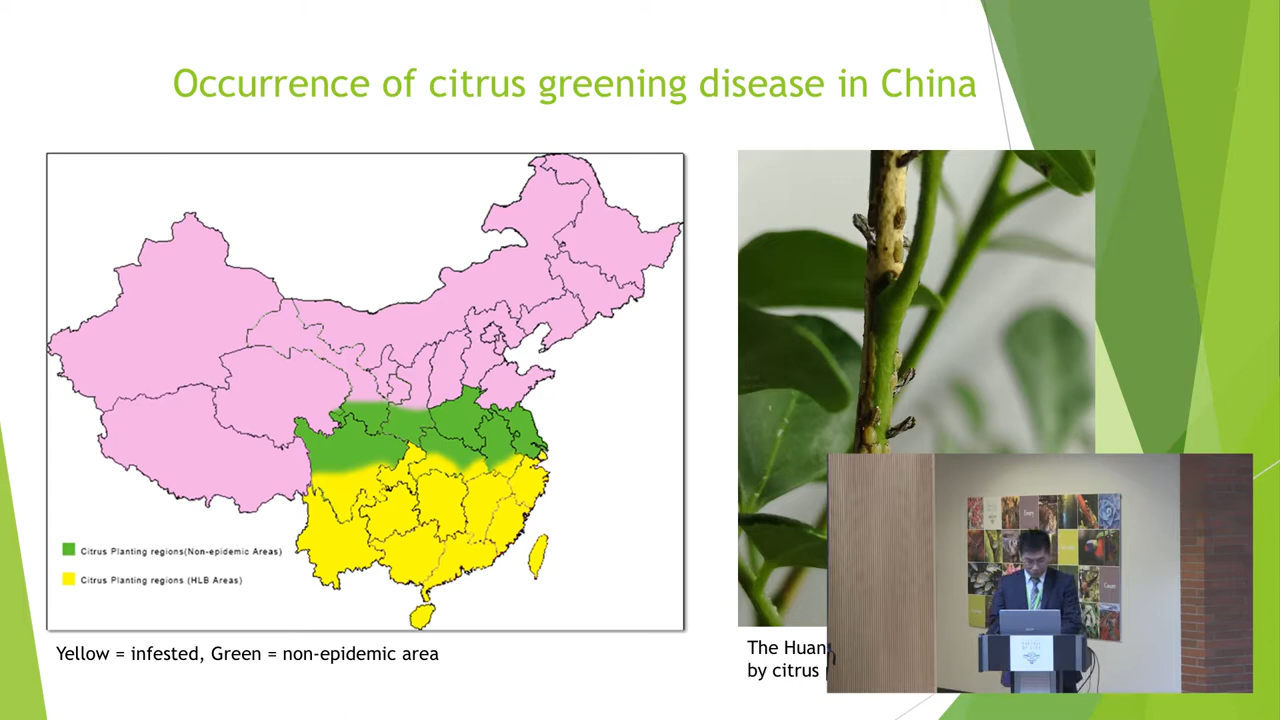 Occurrence of citrus greening disease in China
Citrus Planting regions(Non-epidemic Areas)
Citrus Planting regions (HLB Areas)
Yellow = infested, Green = non-epidemic area
The Huan
by citrus